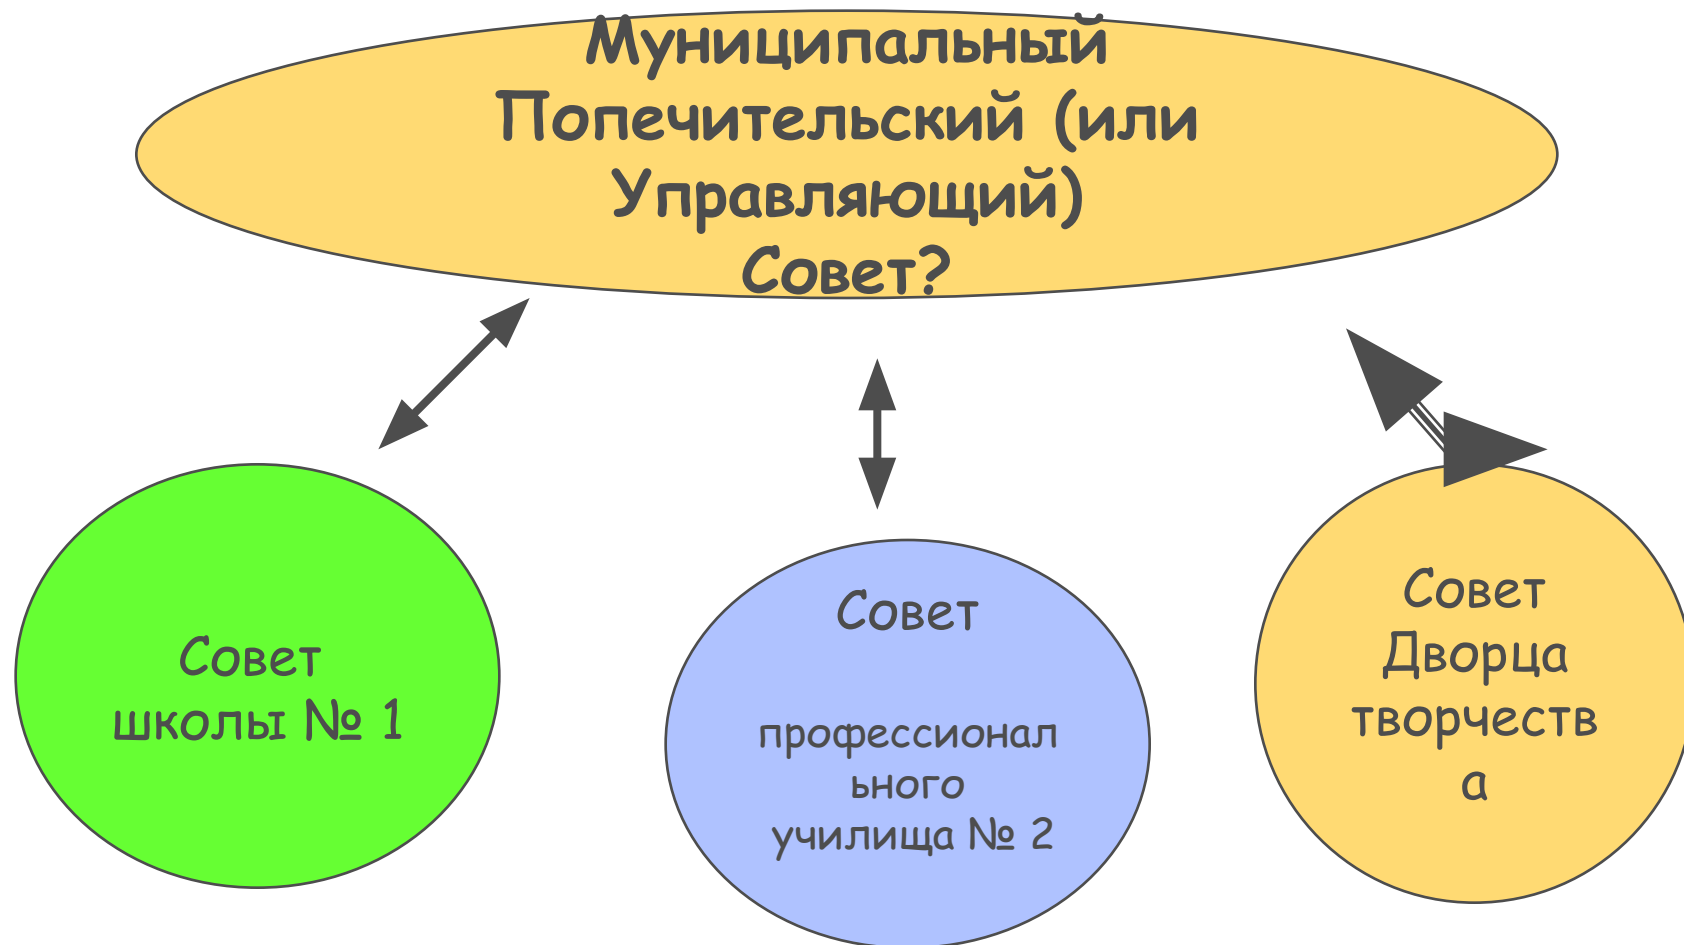 Муниципальный
Попечительский (или
Управляющий)
Совет?
Совет
школы № 1
Совет
профессионал
ьного
училища № 2
Совет
Дворца
творчеств
а